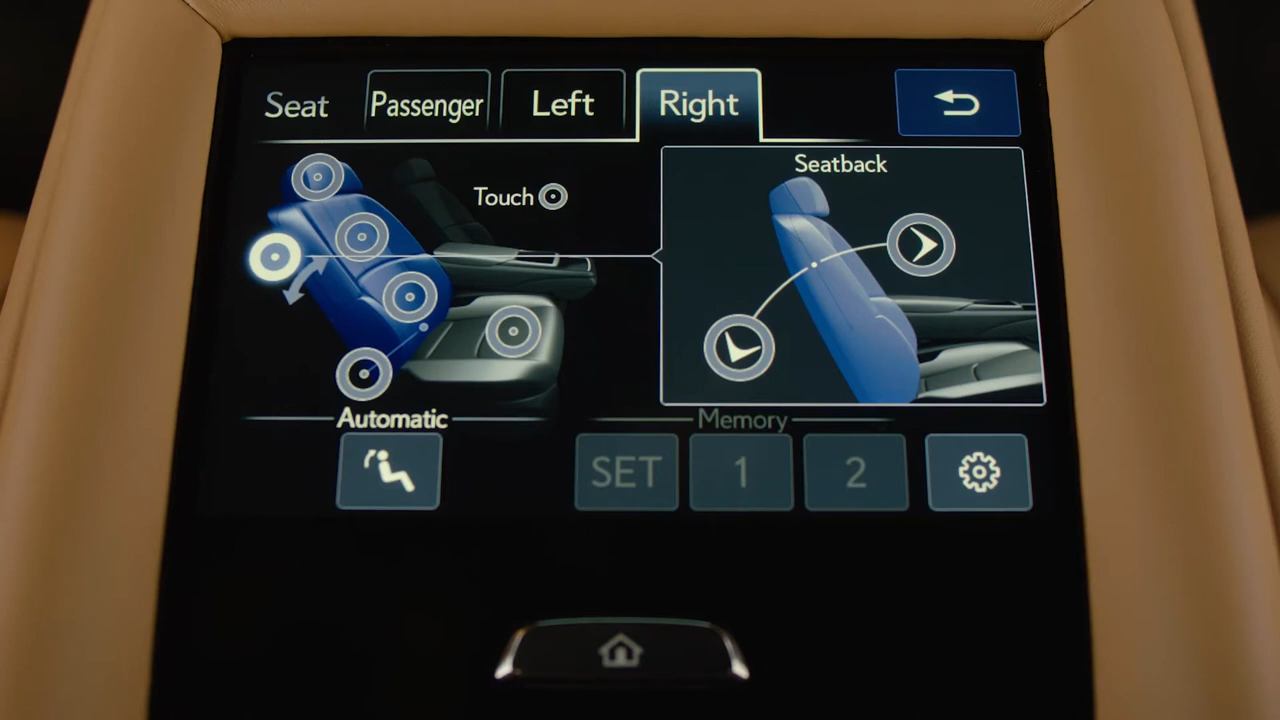 Seat Passenger Left Right
Seatback
Touch
Automatic
Memory
SET 1 2